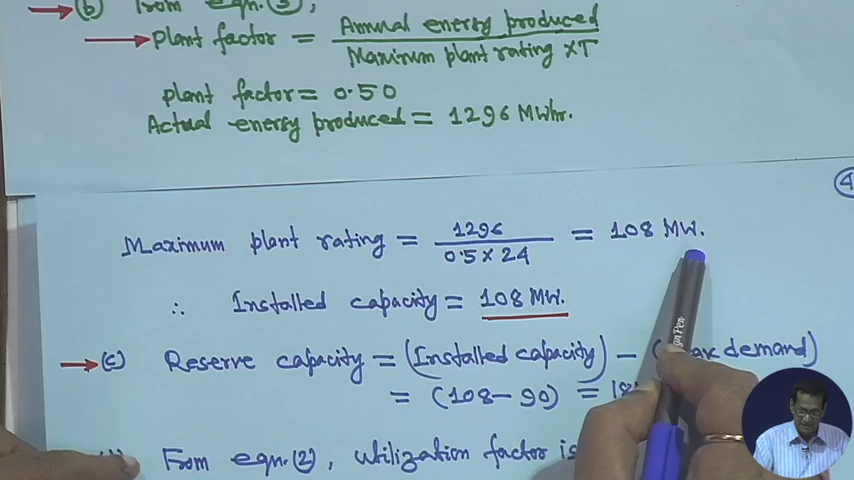 (b) From eqn.(3),
plant factor = Annual energy produced / Maximum plant rating × T
plant factor = 0.50
Actual energy produced = 1296 MWhr.
4
Maximum plant rating = 1296 / 0.5 × 24 = 108 MW.
∴ Installed capacity = 108 MW.
(c) Reserve capacity = (Installed capacity) – demand)
= (108 – 90) =
From eqn.(2), utilization factor is